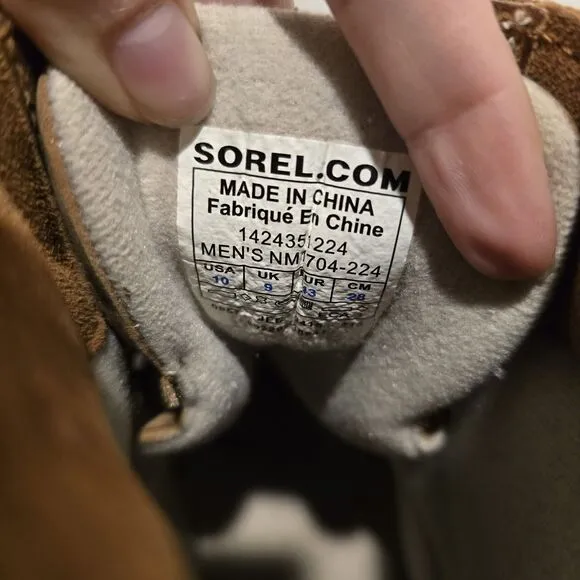 SOREL.COM
MADE IN CHINA
Fabriqué En Chine
1424351224
MEN'S NM1704-224
USA UK EUR CM
10 9 43 28